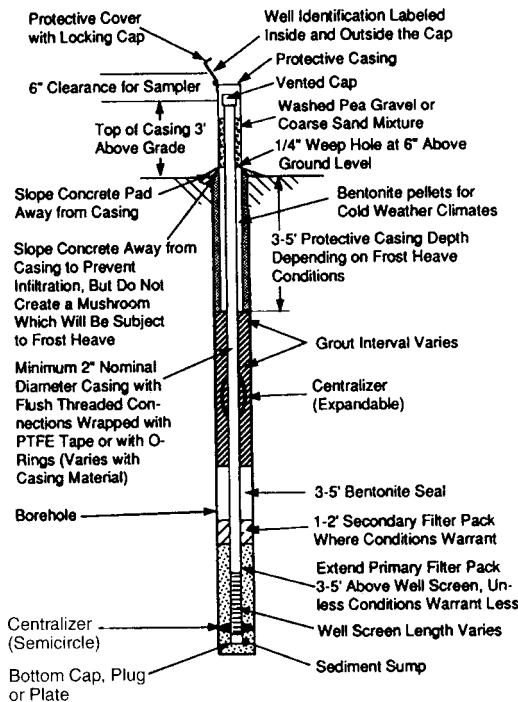 Protective Cover
with Locking Cap
Well Identification Labeled
Inside and Outside the Cap
Protective Casing
6" Clearance for Sampler
Vented Cap
Washed Pea Gravel or
Coarse Sand Mixture
Top of Casing 3'
Above Grade
1/4" Weep Hole at 6" Above
Ground Level
Slope Concrete Pad
Away from Casing
Bentonite pellets for
Cold Weather Climates
Slope Concrete Away from
Casing to Prevent
Infiltration, But Do Not
Create a Mushroom
Which Will Be Subject
to Frost Heave
3-5' Protective Casing Depth
Depending on Frost Heave
Conditions
Grout Interval Varies
Minimum 2" Nominal
Diameter Casing with
Flush Threaded Con-
nections Wrapped with
PTFE Tape or with O-
Rings (Varies with
Casing Material)
Centralizer
(Expandable)
3-5' Bentonite Seal
Borehole
1-2' Secondary Filter Pack
Where Conditions Warrant
Extend Primary Filter Pack
3-5' Above Well Screen, Un-
less Conditions Warrant Less
Centralizer
(Semicircle)
Well Screen Length Varies
Sediment Sump
Bottom Cap, Plug
or Plate